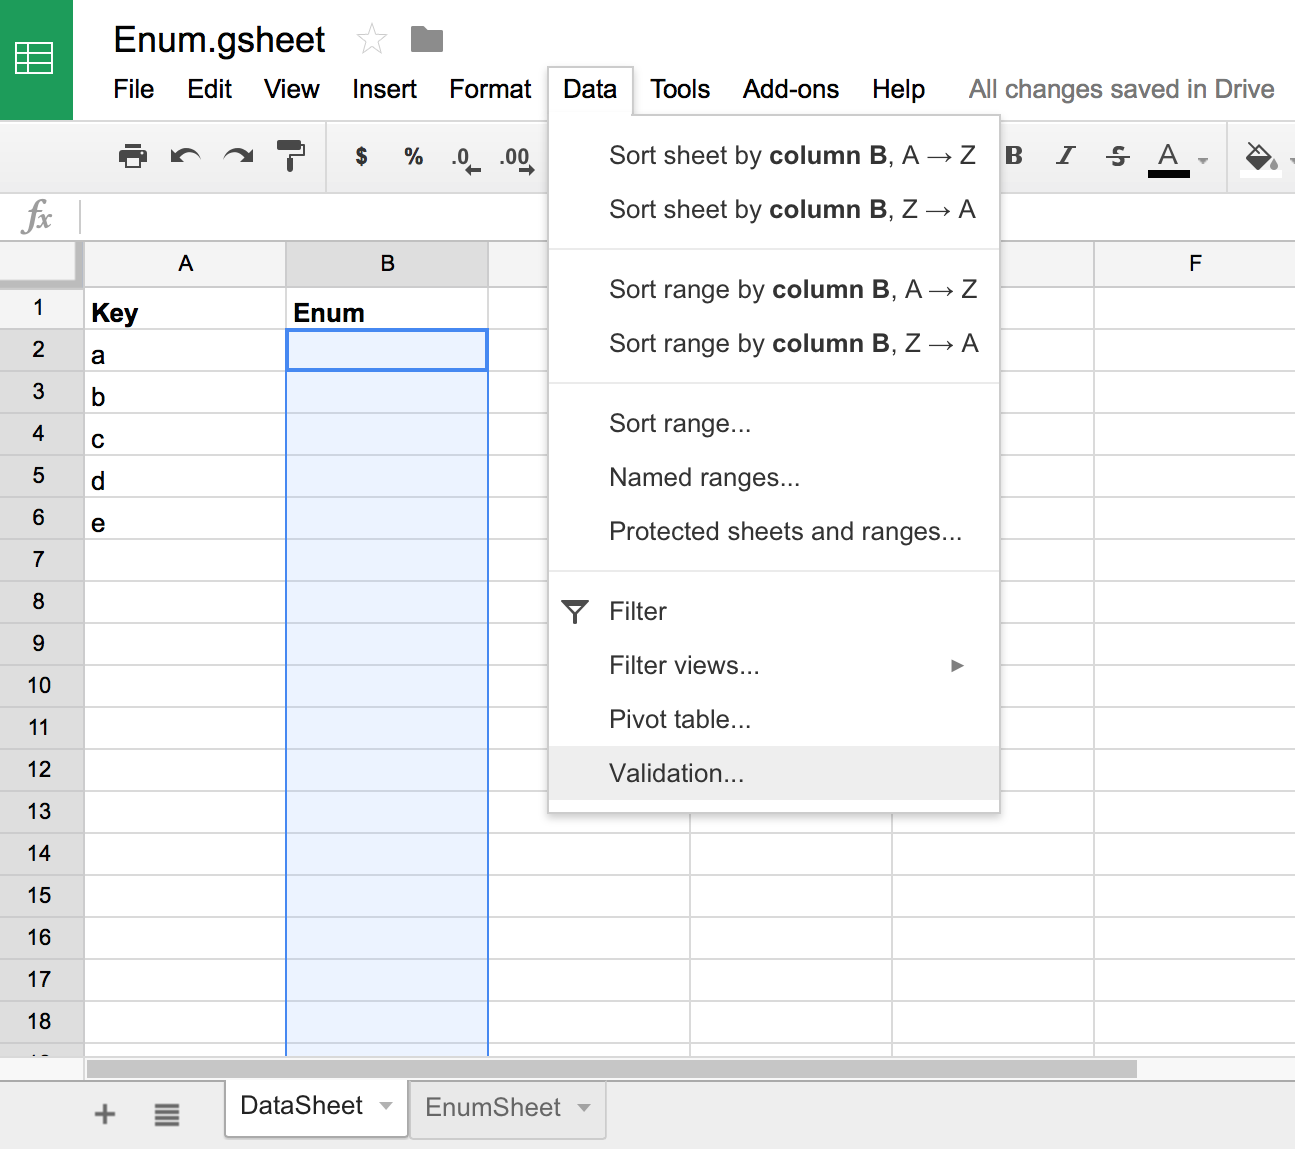 Enum.gsheet
File Edit View Insert Format Data Tools Add-ons Help All changes saved in Drive
$ % .0 .00 B I S A
fx
Sort sheet by column B, A → Z
Sort sheet by column B, Z → A
Sort range by column B, A → Z
Sort range by column B, Z → A
Sort range...
Named ranges...
Protected sheets and ranges...
Filter
Filter views...
Pivot table...
Validation...
A B F
1 Key Enum
2 a
3 b
4 c
5 d
6 e
7
8
9
10
11
12
13
14
15
16
17
18
DataSheet EnumSheet